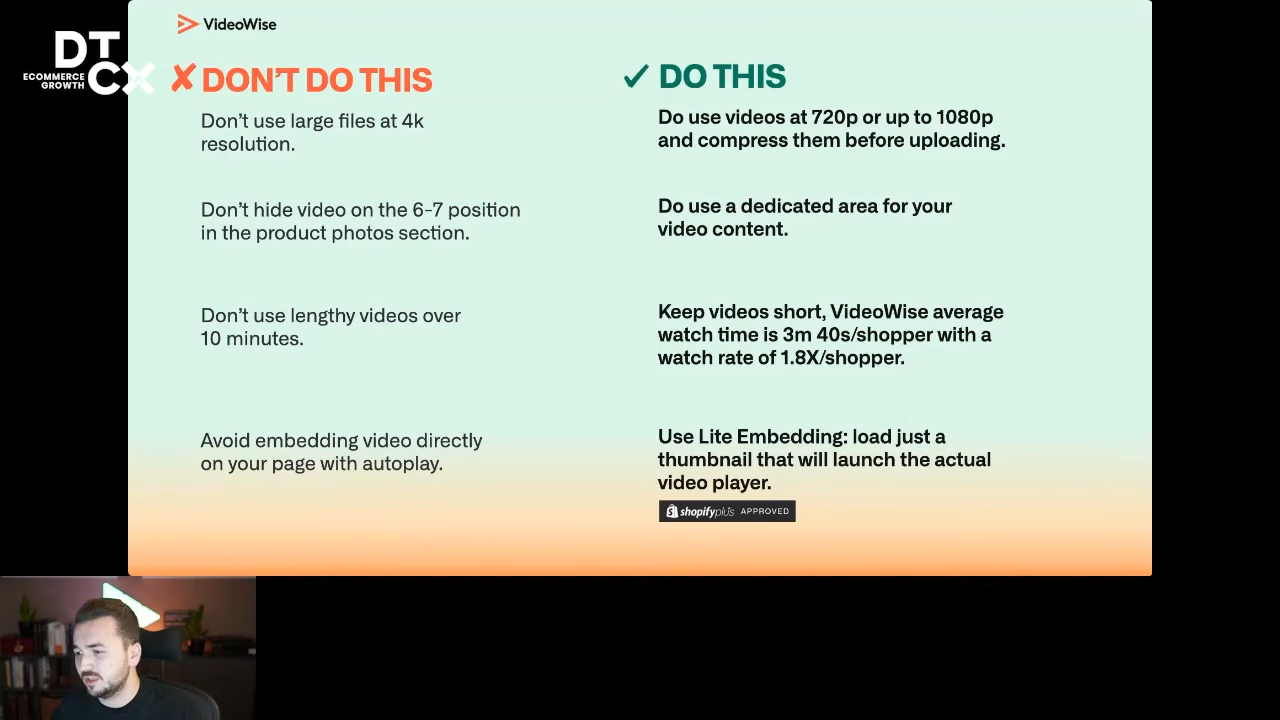 VideoWise
DTCX
ECOMMERCE
GROWTH
✘ DON'T DO THIS
Don't use large files at 4k
resolution.
Don't hide video on the 6-7 position
in the product photos section.
Don't use lengthy videos over
10 minutes.
Avoid embedding video directly
on your page with autoplay.
✓ DO THIS
Do use videos at 720p or up to 1080p
and compress them before uploading.
Do use a dedicated area for your
video content.
Keep videos short, VideoWise average
watch time is 3m 40s/shopper with a
watch rate of 1.8X/shopper.
Use Lite Embedding: load just a
thumbnail that will launch the actual
video player.
shopifyplus APPROVED